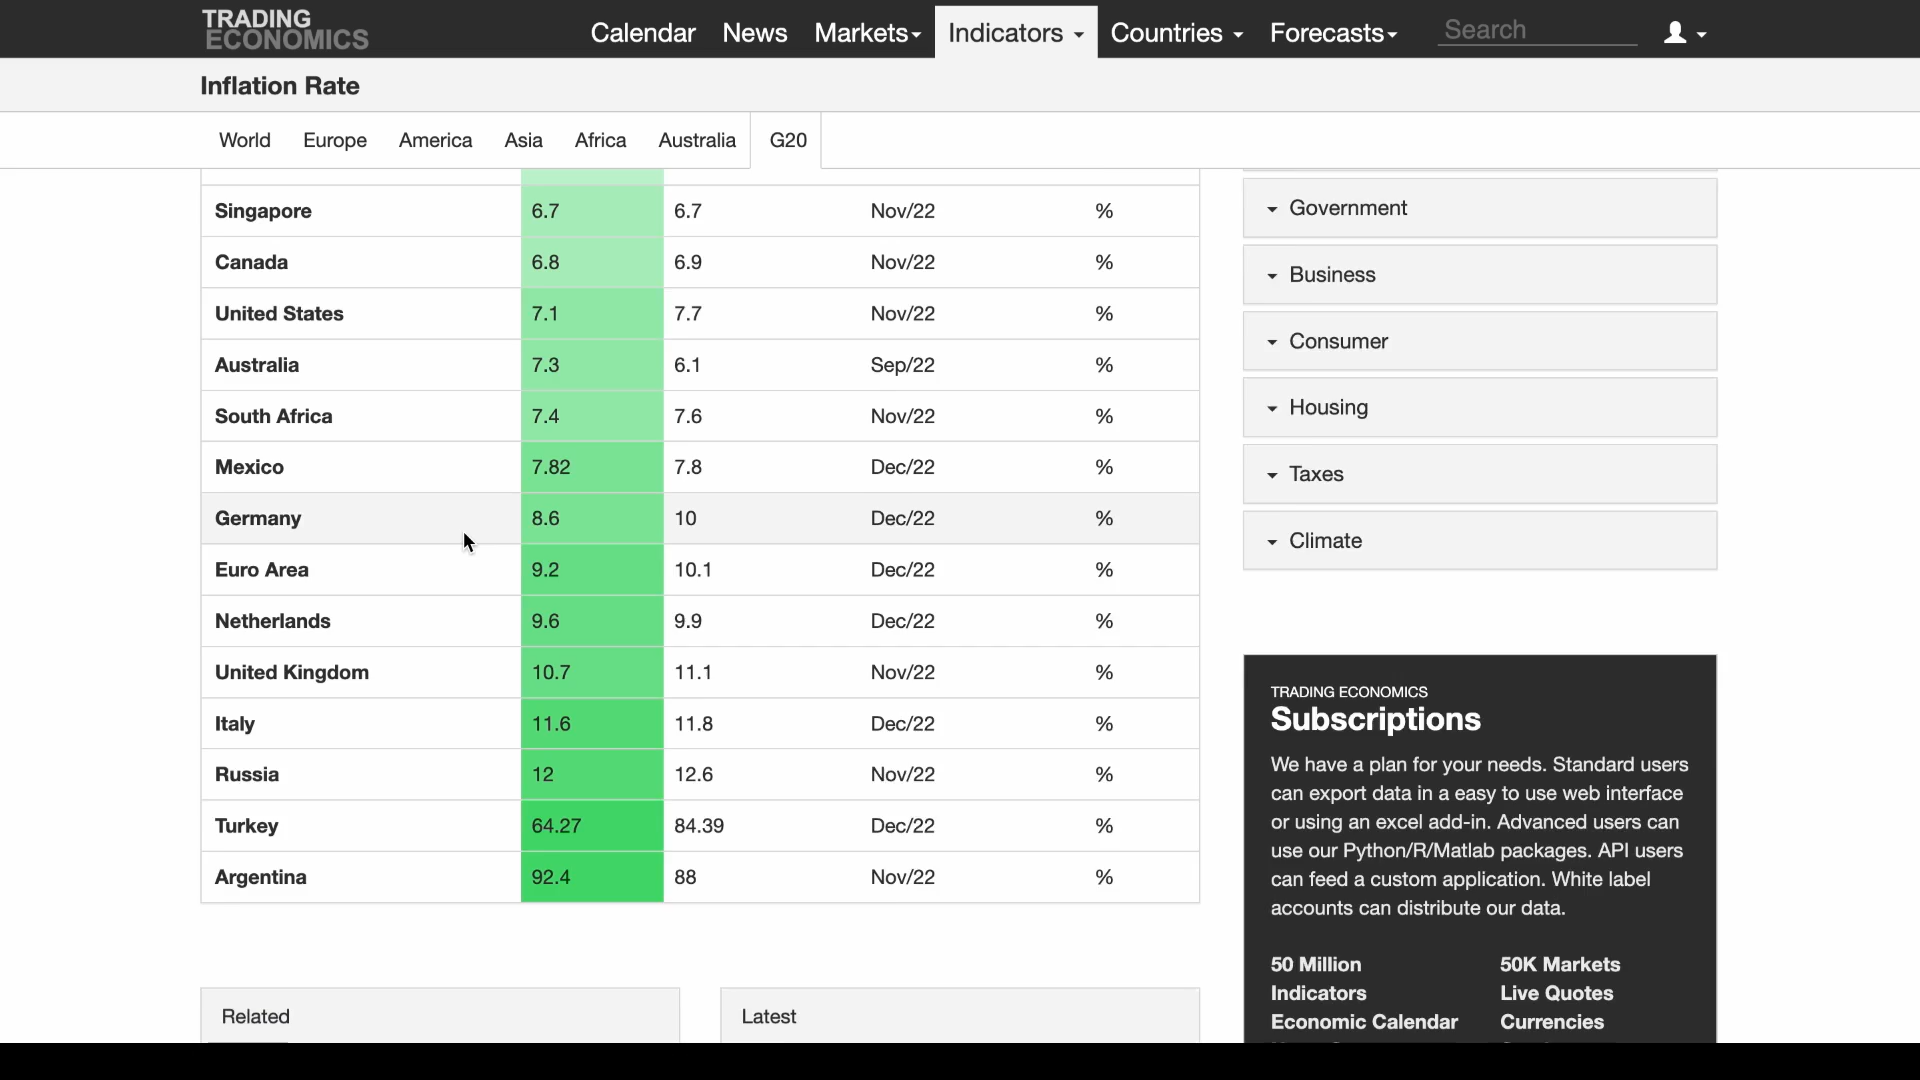 TRADING
ECONOMICS
Calendar News Markets Indicators Countries Forecasts Search
Inflation Rate
World Europe America Asia Africa Australia G20
Singapore 6.7 6.7 Nov/22 %
Canada 6.8 6.9 Nov/22 %
United States 7.1 7.7 Nov/22 %
Australia 7.3 6.1 Sep/22 %
South Africa 7.4 7.6 Nov/22 %
Mexico 7.82 7.8 Dec/22 %
Germany 8.6 10 Dec/22 %
Euro Area 9.2 10.1 Dec/22 %
Netherlands 9.6 9.9 Dec/22 %
United Kingdom 10.7 11.1 Nov/22 %
Italy 11.6 11.8 Dec/22 %
Russia 12 12.6 Nov/22 %
Turkey 64.27 84.39 Dec/22 %
Argentina 92.4 88 Nov/22 %
Related
Latest
Government
Business
Consumer
Housing
Taxes
Climate
TRADING ECONOMICS
Subscriptions
We have a plan for your needs. Standard users
can export data in a easy to use web interface
or using an excel add-in. Advanced users can
use our Python/R/Matlab packages. API users
can feed a custom application. White label
accounts can distribute our data.
50 Million 50K Markets
Indicators Live Quotes
Economic Calendar Currencies